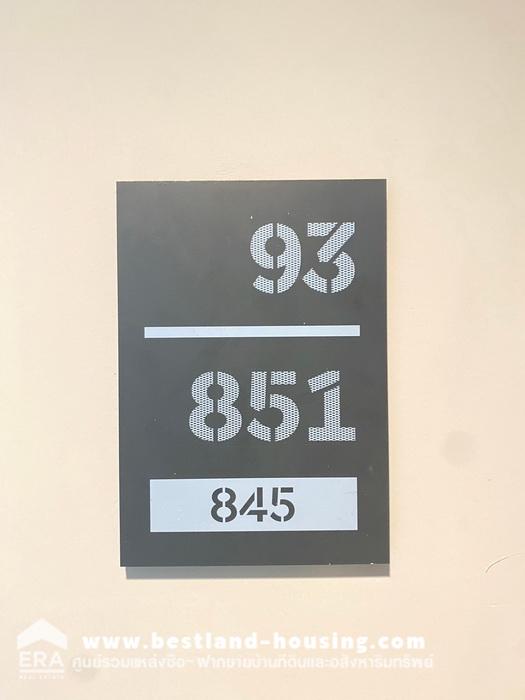 93
851
845
www.bestland-housing.com
ERA
REAL ESTATE
ศูนย์รวมแหล่งซื้อ-ฝากขายบ้านที่ดินและอสังหาริมทรัพย์